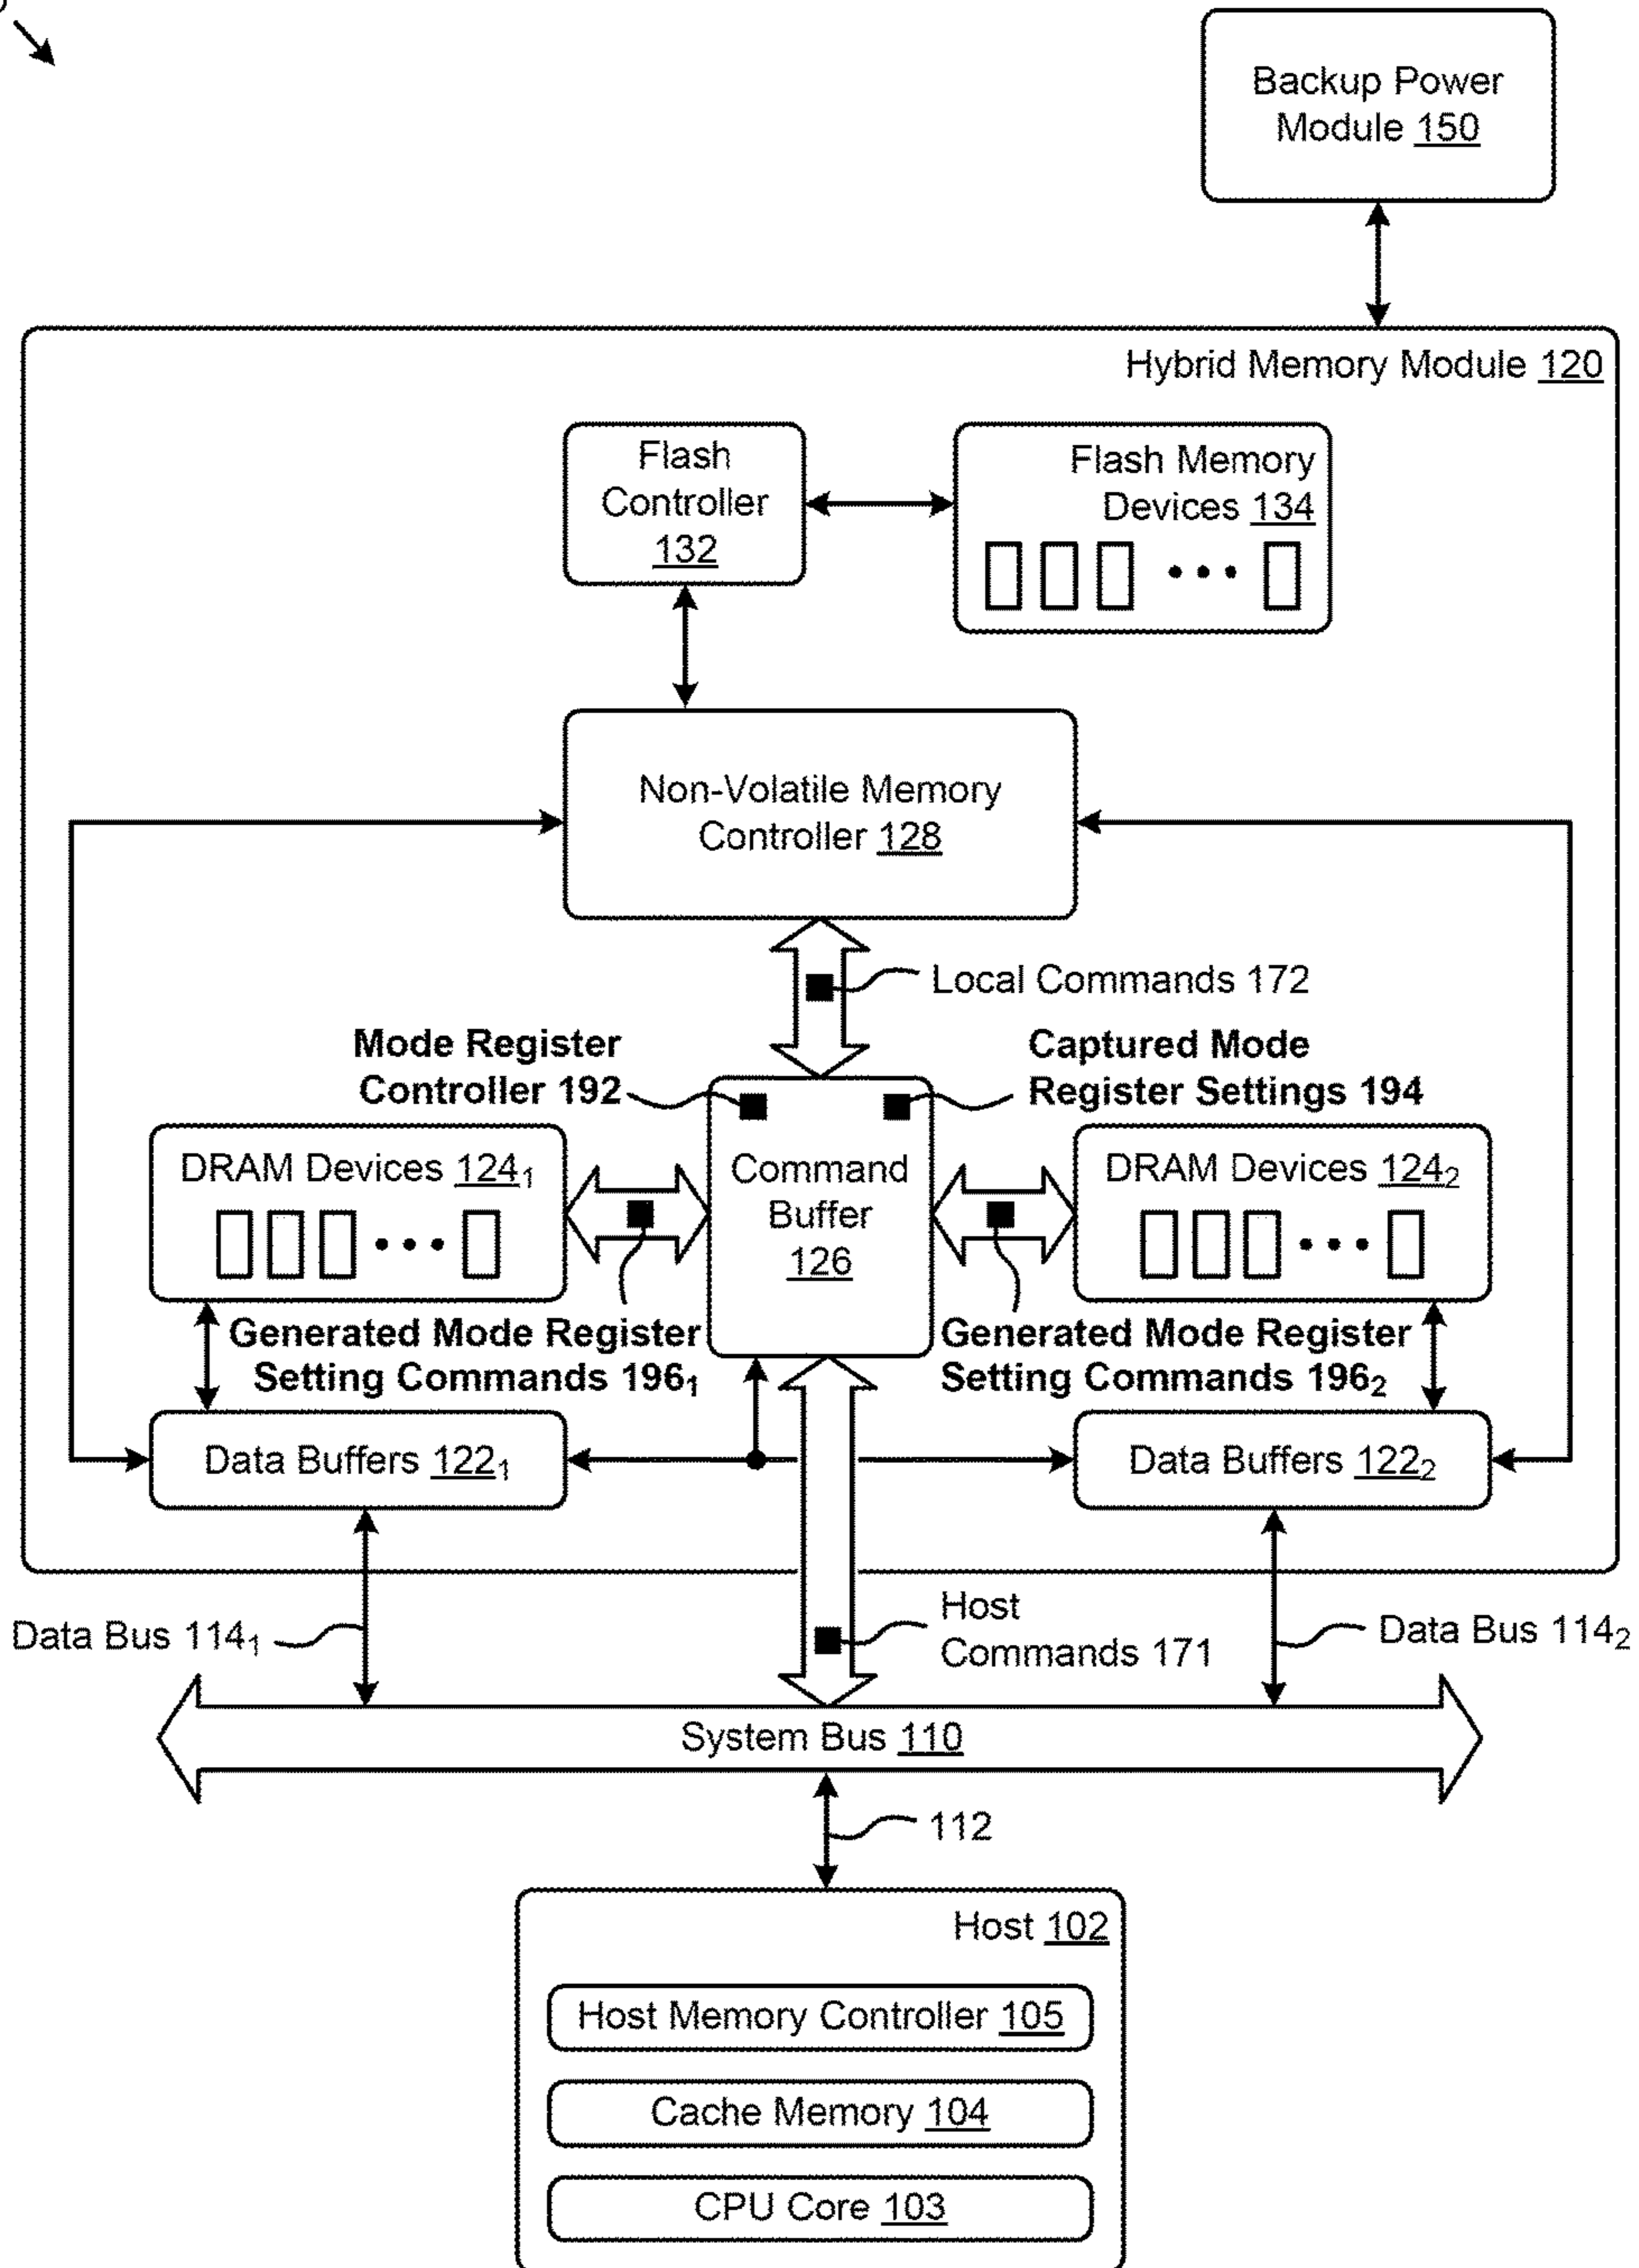 Backup Power
Module 150
Hybrid Memory Module 120
Flash
Controller
132
Flash Memory
Devices 134
Non-Volatile Memory
Controller 128
Local Commands 172
Mode Register
Controller 192
Captured Mode
Register Settings 194
DRAM Devices 124₁
Command
Buffer
126
DRAM Devices 124₂
Generated Mode Register
Setting Commands 196₁
Generated Mode Register
Setting Commands 196₂
Data Buffers 122₁
Data Buffers 122₂
Data Bus 114₁
Host
Commands 171
Data Bus 114₂
System Bus 110
112
Host 102
Host Memory Controller 105
Cache Memory 104
CPU Core 103